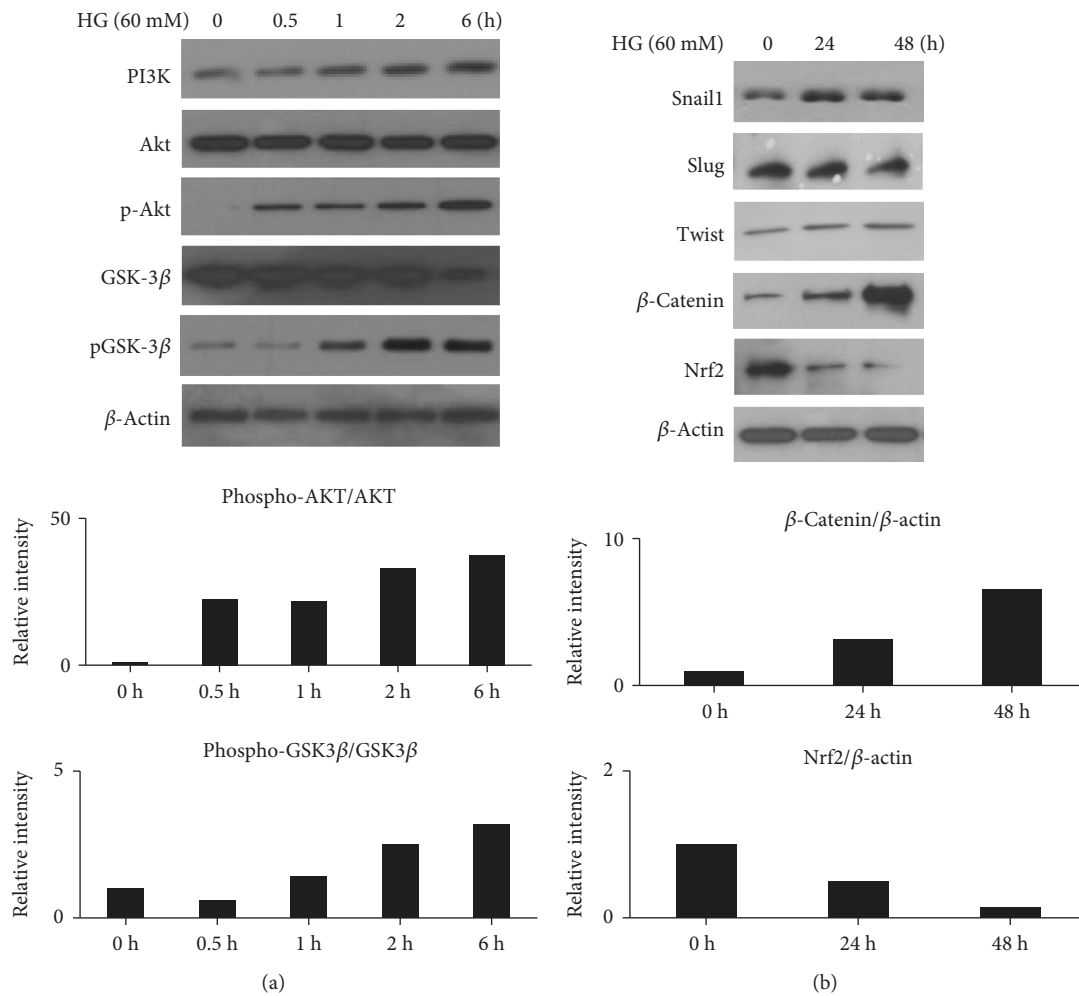 HG (60 mM) 0 0.5 1 2 6 (h)
PI3K
Akt
p-Akt
GSK-3β
pGSK-3β
β-Actin
Phospho-AKT/AKT
50
0
Relative intensity
0 h 0.5 h 1 h 2 h 6 h
Phospho-GSK3β/GSK3β
5
0
Relative intensity
0 h 0.5 h 1 h 2 h 6 h
(a)
HG (60 mM) 0 24 48 (h)
Snail1
Slug
Twist
β-Catenin
Nrf2
β-Actin
β-Catenin/β-actin
10
0
Relative intensity
0 h 24 h 48 h
Nrf2/β-actin
2
0
Relative intensity
0 h 24 h 48 h
(b)